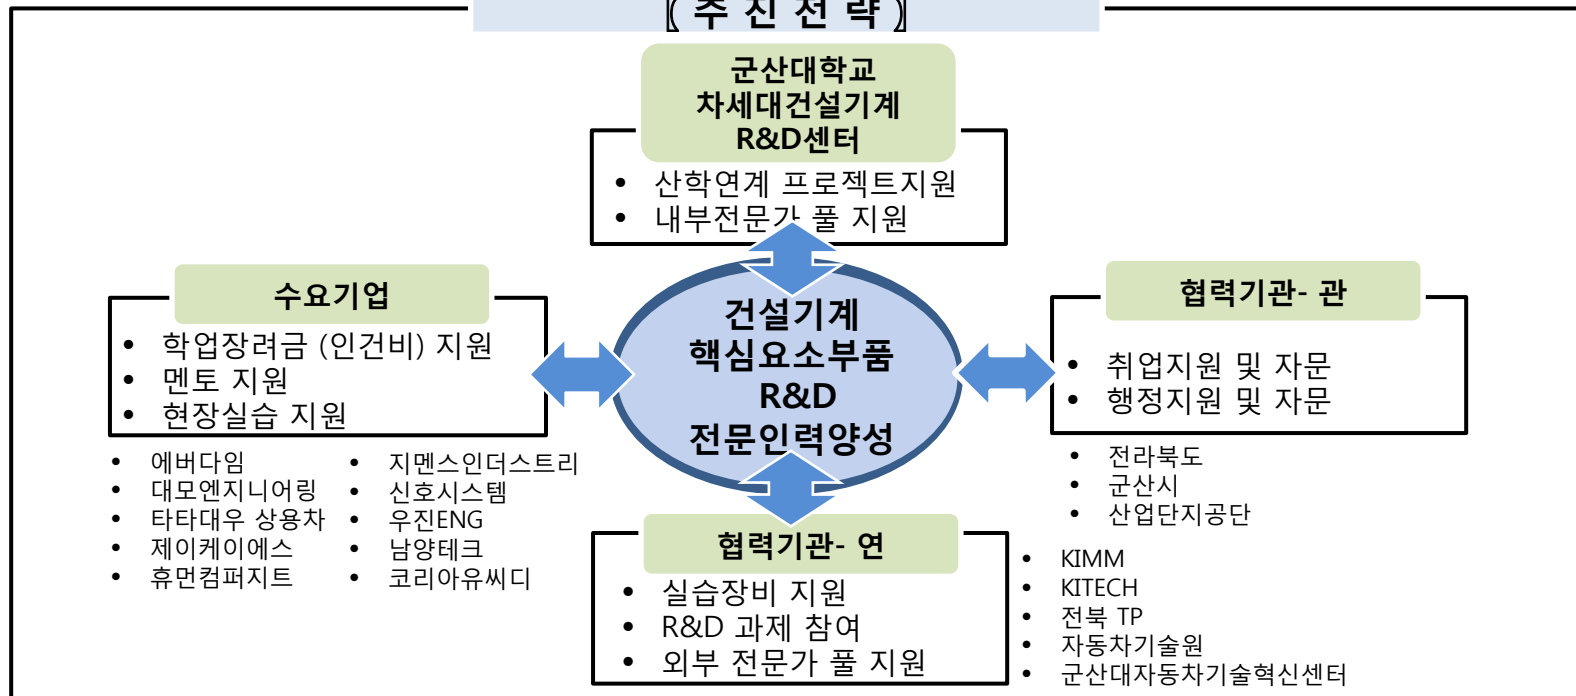 (추 진 전 략)
군산대학교
차세대건설기계
R&D센터
• 산학연계 프로젝트지원
• 내부전문가 풀 지원
수요기업
• 학업장려금 (인건비) 지원
• 멘토 지원
• 현장실습 지원
• 에버다임
• 대모엔지니어링
• 타타대우 상용차
• 제이케이에스
• 휴먼컴퍼지트
• 지멘스인더스트리
• 신호시스템
• 우진ENG
• 남양테크
• 코리아유씨디
건설기계
핵심요소부품
R&D
전문인력양성
협력기관- 관
• 취업지원 및 자문
• 행정지원 및 자문
• 전라북도
• 군산시
• 산업단지공단
협력기관- 연
• 실습장비 지원
• R&D 과제 참여
• 외부 전문가 풀 지원
• KIMM
• KITECH
• 전북 TP
• 자동차기술원
• 군산대자동차기술혁신센터